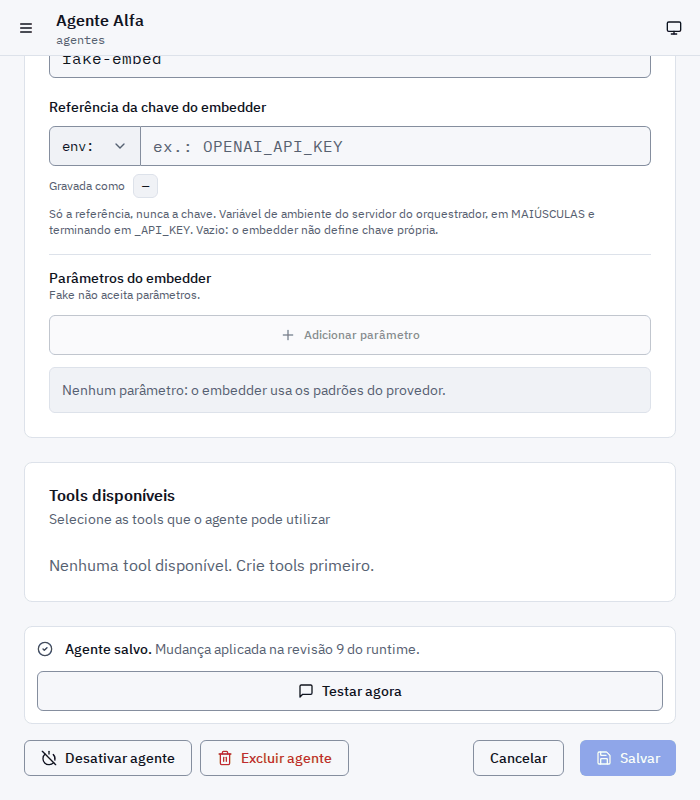 Agente Alfa
agentes
fake-embed
Referência da chave do embedder
env:
ex.: OPENAI_API_KEY
Gravada como
—
Só a referência, nunca a chave. Variável de ambiente do servidor do orquestrador, em MAIÚSCULAS e
terminando em _API_KEY. Vazio: o embedder não define chave própria.
Parâmetros do embedder
Fake não aceita parâmetros.
Adicionar parâmetro
Nenhum parâmetro: o embedder usa os padrões do provedor.
Tools disponíveis
Selecione as tools que o agente pode utilizar
Nenhuma tool disponível. Crie tools primeiro.
Agente salvo. Mudança aplicada na revisão 9 do runtime.
Testar agora
Desativar agente
Excluir agente
Cancelar
Salvar